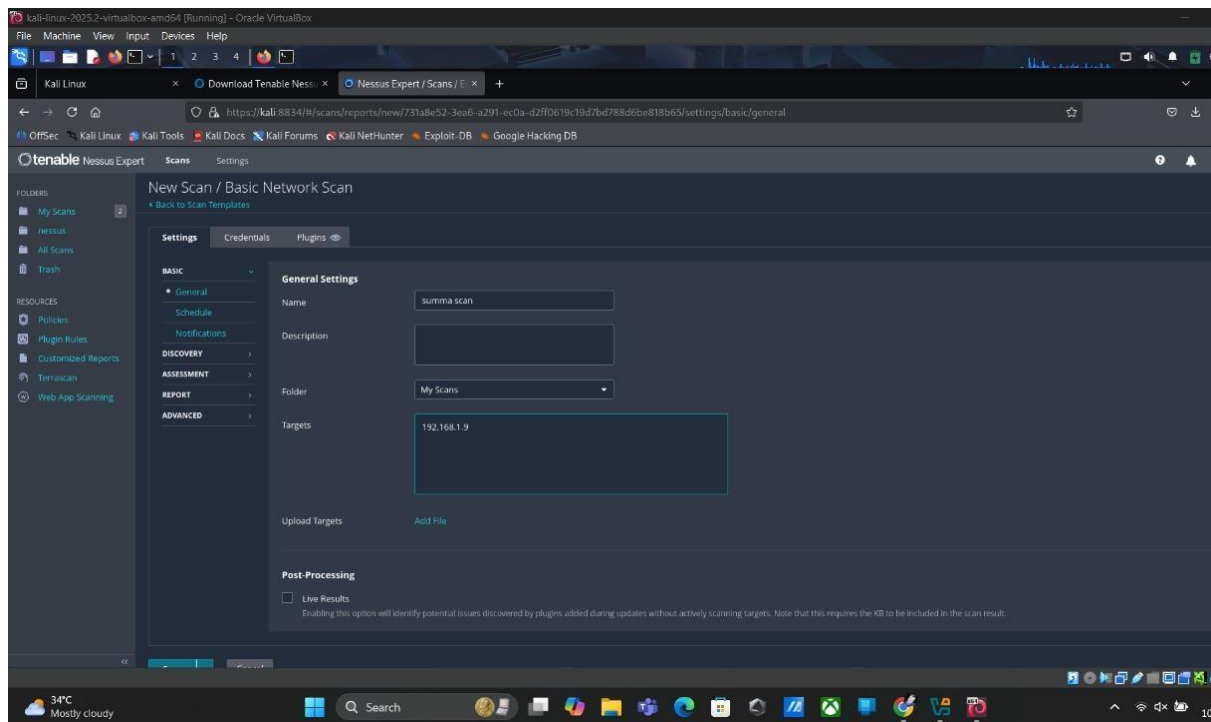 kali-linux-2025.2-virtualbox-amd64 [Running] - Oracle VirtualBox
File Machine View Input Devices Help
1 2 3 4
Kali Linux × Download Tenable Nessu × Nessus Expert / Scans / E × +
https://kali:8834/#/scans/reports/new/731a8e52-3ea6-a291-ec0a-d2ff0619c19d7bd788d6be818b65/settings/basic/general
OffSec Kali Linux Kali Tools Kali Docs Kali Forums Kali NetHunter Exploit-DB Google Hacking DB
tenable Nessus Expert Scans Settings
FOLDERS
My Scans 2
nessus
All Scans
Trash
RESOURCES
Policies
Plugin Rules
Customized Reports
Terrascan
Web App Scanning
New Scan / Basic Network Scan
Back to Scan Templates
Settings Credentials Plugins
BASIC
General
Schedule
Notifications
DISCOVERY
ASSESSMENT
REPORT
ADVANCED
General Settings
Name summa scan
Description
Folder My Scans
Targets 192.168.1.9
Upload Targets Add File
Post-Processing
Live Results
Enabling this option will identify potential issues discovered by plugins added during updates without actively scanning targets. Note that this requires the KB to be included in the scan result.
34°C
Mostly cloudy
Search
10